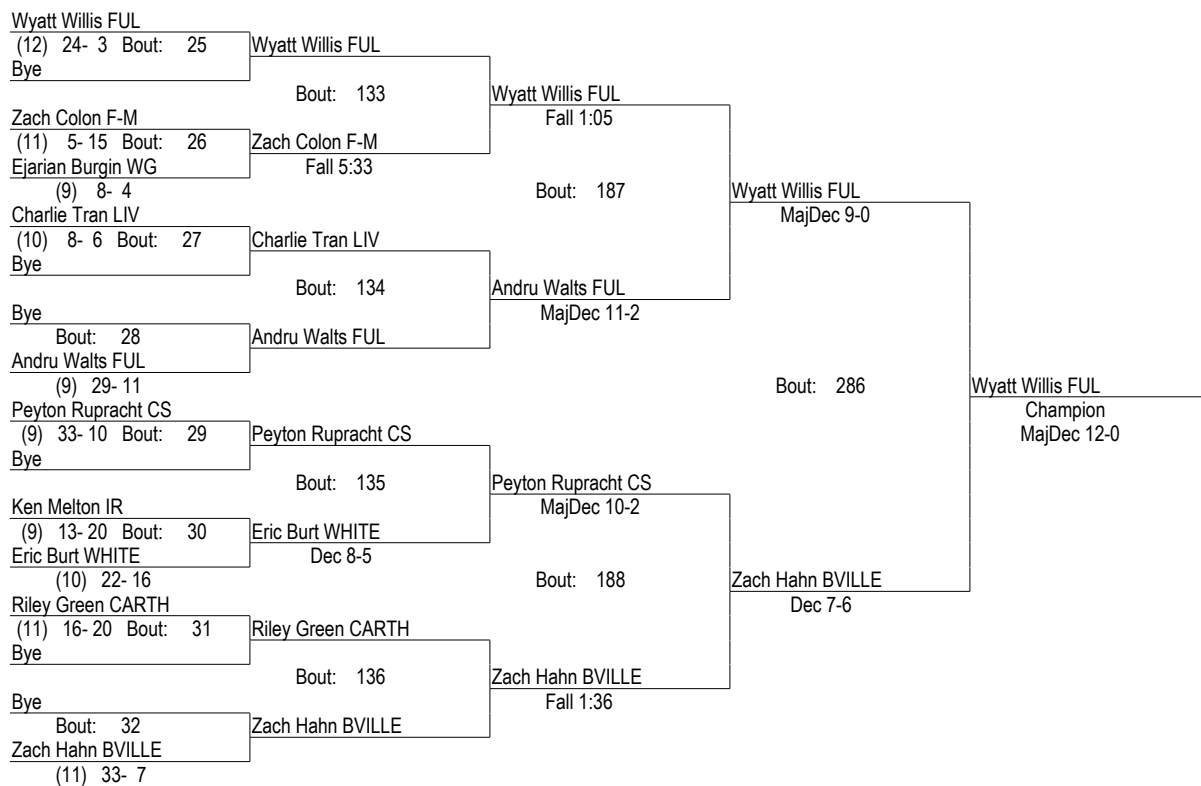 Wyatt Willis FUL
(12) 24- 3 Bout: 25
Bye
Wyatt Willis FUL
Bout: 133
Zach Colon F-M
(11) 5- 15 Bout: 26
Ejarian Burgin WG
(9) 8- 4
Zach Colon F-M
Fall 5:33
Wyatt Willis FUL
Fall 1:05
Bout: 187
Charlie Tran LIV
(10) 8- 6 Bout: 27
Bye
Charlie Tran LIV
Bout: 134
Bye
Bout: 28
Andru Walts FUL
(9) 29- 11
Andru Walts FUL
Andru Walts FUL
MajDec 11-2
Wyatt Willis FUL
MajDec 9-0
Bout: 286
Peyton Rupracht CS
(9) 33- 10 Bout: 29
Bye
Peyton Rupracht CS
Bout: 135
Ken Melton IR
(9) 13- 20 Bout: 30
Eric Burt WHITE
(10) 22- 16
Eric Burt WHITE
Dec 8-5
Peyton Rupracht CS
MajDec 10-2
Bout: 188
Riley Green CARTH
(11) 16- 20 Bout: 31
Bye
Riley Green CARTH
Bout: 136
Bye
Bout: 32
Zach Hahn BVILLE
(11) 33- 7
Zach Hahn BVILLE
Zach Hahn BVILLE
Fall 1:36
Zach Hahn BVILLE
Dec 7-6
Wyatt Willis FUL
Champion
MajDec 12-0